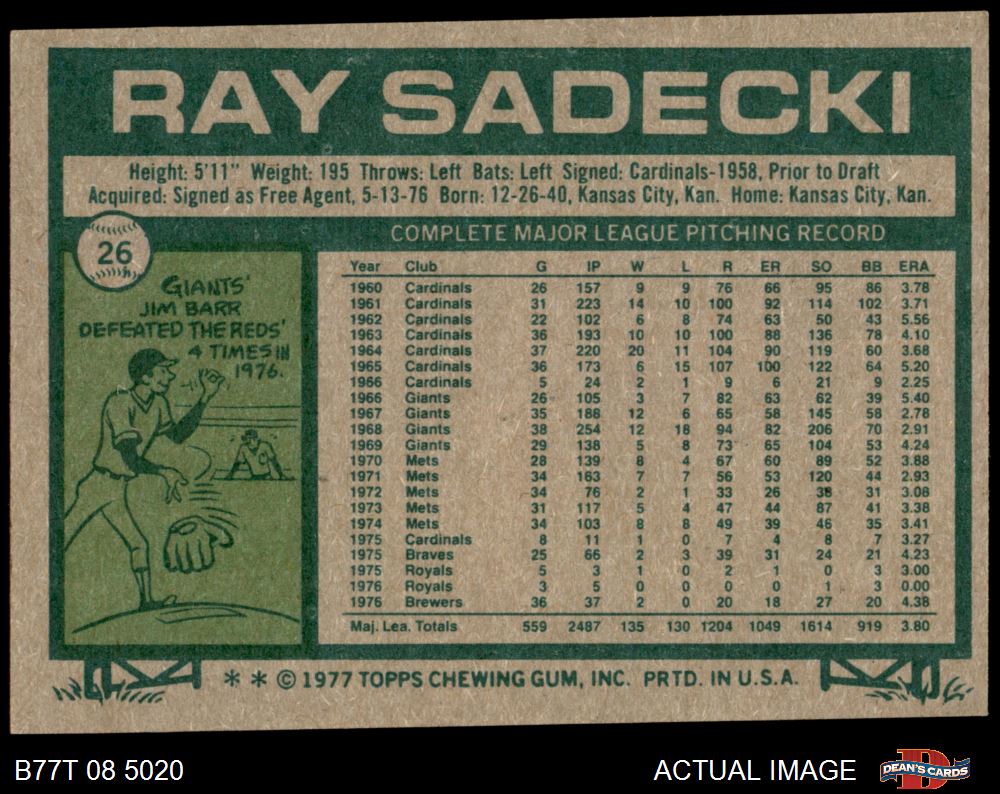 RAY SADECKI
Height: 5'11" Weight: 195 Throws: Left Bats: Left Signed: Cardinals-1958, Prior to Draft
Acquired: Signed as Free Agent, 5-13-76 Born: 12-26-40, Kansas City, Kan. Home: Kansas City, Kan.
26
GIANTS'
JIM BARR
DEFEATED THE REDS'
4 TIMES IN
1976.
COMPLETE MAJOR LEAGUE PITCHING RECORD
Year Club G IP W L R ER SO BB ERA
1960 Cardinals 26 157 9 9 76 66 95 86 3.78
1961 Cardinals 31 223 14 10 100 92 114 102 3.71
1962 Cardinals 22 102 6 8 74 63 50 43 5.56
1963 Cardinals 36 193 10 10 100 88 136 78 4.10
1964 Cardinals 37 220 20 11 104 90 119 60 3.68
1965 Cardinals 36 173 6 15 107 100 122 64 5.20
1966 Cardinals 5 24 2 1 9 6 21 9 2.25
1966 Giants 26 105 3 7 82 63 62 39 5.40
1967 Giants 35 188 12 6 65 58 145 58 2.78
1968 Giants 38 254 12 18 94 82 206 70 2.91
1969 Giants 29 138 5 8 73 65 104 53 4.24
1970 Mets 28 139 8 4 67 60 89 52 3.88
1971 Mets 34 163 7 7 56 53 120 44 2.93
1972 Mets 34 76 2 1 33 26 38 31 3.08
1973 Mets 31 117 5 4 47 44 87 41 3.38
1974 Mets 34 103 8 8 49 39 46 35 3.41
1975 Cardinals 8 11 1 0 7 4 8 7 3.27
1975 Braves 25 66 2 3 39 31 24 21 4.23
1975 Royals 5 3 1 0 2 1 0 3 3.00
1976 Royals 3 5 0 0 0 0 1 3 0.00
1976 Brewers 36 37 2 0 20 18 27 20 4.38
Maj. Lea. Totals 559 2487 135 130 1204 1049 1614 919 3.80
* * © 1977 TOPPS CHEWING GUM, INC. PRTD. IN U.S.A.
B77T 08 5020
ACTUAL IMAGE
D
DEAN'S CARDS